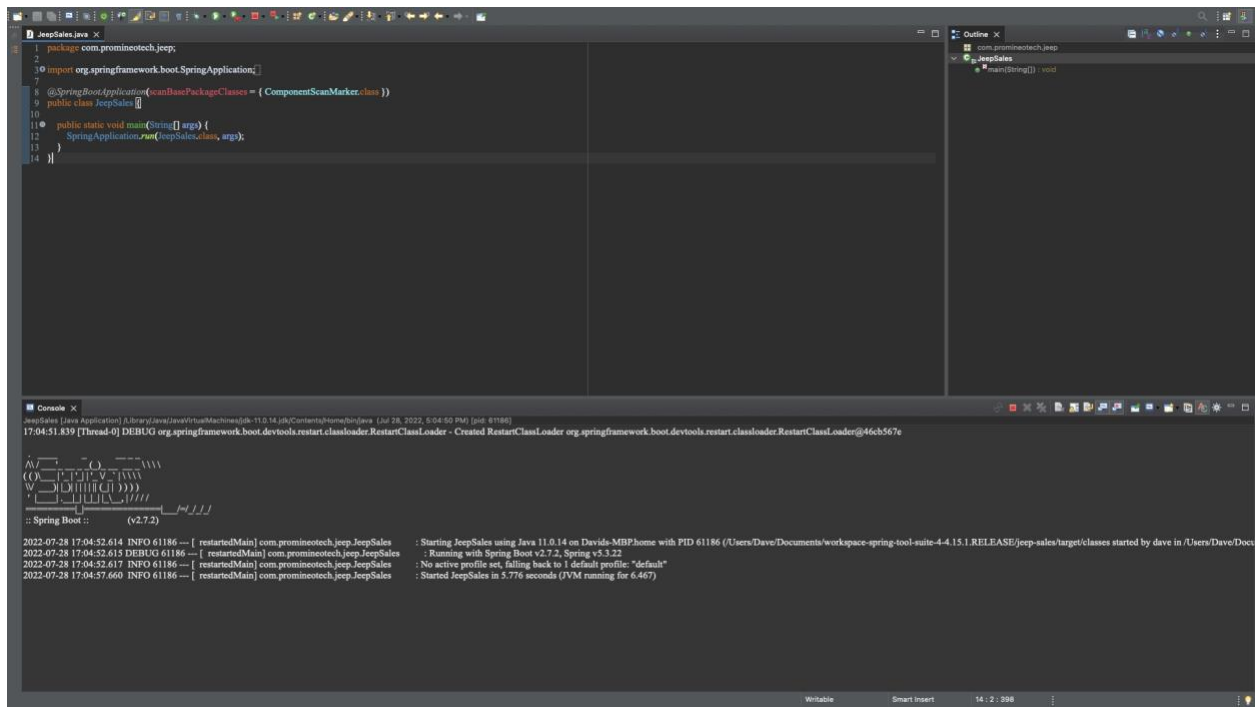 JeepSales.java
1 package com.promineotech.jeep;
2
3 import org.springframework.boot.SpringApplication;
7
8 @SpringBootApplication(scanBasePackageClasses = { ComponentScanMarker.class })
9 public class JeepSales {
10
11 public static void main(String[] args) {
12 SpringApplication.run(JeepSales.class, args);
13 }
14 }
Outline
com.promineotech.jeep
JeepSales
main(String[]) : void
Console
JeepSales [Java Application] /Library/Java/JavaVirtualMachines/jdk-11.0.14.jdk/Contents/Home/bin/java (Jul 28, 2022, 5:04:50 PM) [pid: 61186]
17:04:51.839 [Thread-0] DEBUG org.springframework.boot.devtools.restart.classloader.RestartClassLoader - Created RestartClassLoader org.springframework.boot.devtools.restart.classloader.RestartClassLoader@46cb567e
:: Spring Boot :: (v2.7.2)
2022-07-28 17:04:52.614 INFO 61186 --- [ restartedMain] com.promineotech.jeep.JeepSales : Starting JeepSales using Java 11.0.14 on Davids-MBP.home with PID 61186 (/Users/Dave/Documents/workspace-spring-tool-suite-4-4.15.1.RELEASE/jeep-sales/target/classes started by dave in /Users/Dave/Docu
2022-07-28 17:04:52.615 DEBUG 61186 --- [ restartedMain] com.promineotech.jeep.JeepSales : Running with Spring Boot v2.7.2, Spring v5.3.22
2022-07-28 17:04:52.617 INFO 61186 --- [ restartedMain] com.promineotech.jeep.JeepSales : No active profile set, falling back to 1 default profile: "default"
2022-07-28 17:04:57.660 INFO 61186 --- [ restartedMain] com.promineotech.jeep.JeepSales : Started JeepSales in 5.776 seconds (JVM running for 6.467)
Writable Smart Insert 14 : 2 : 398